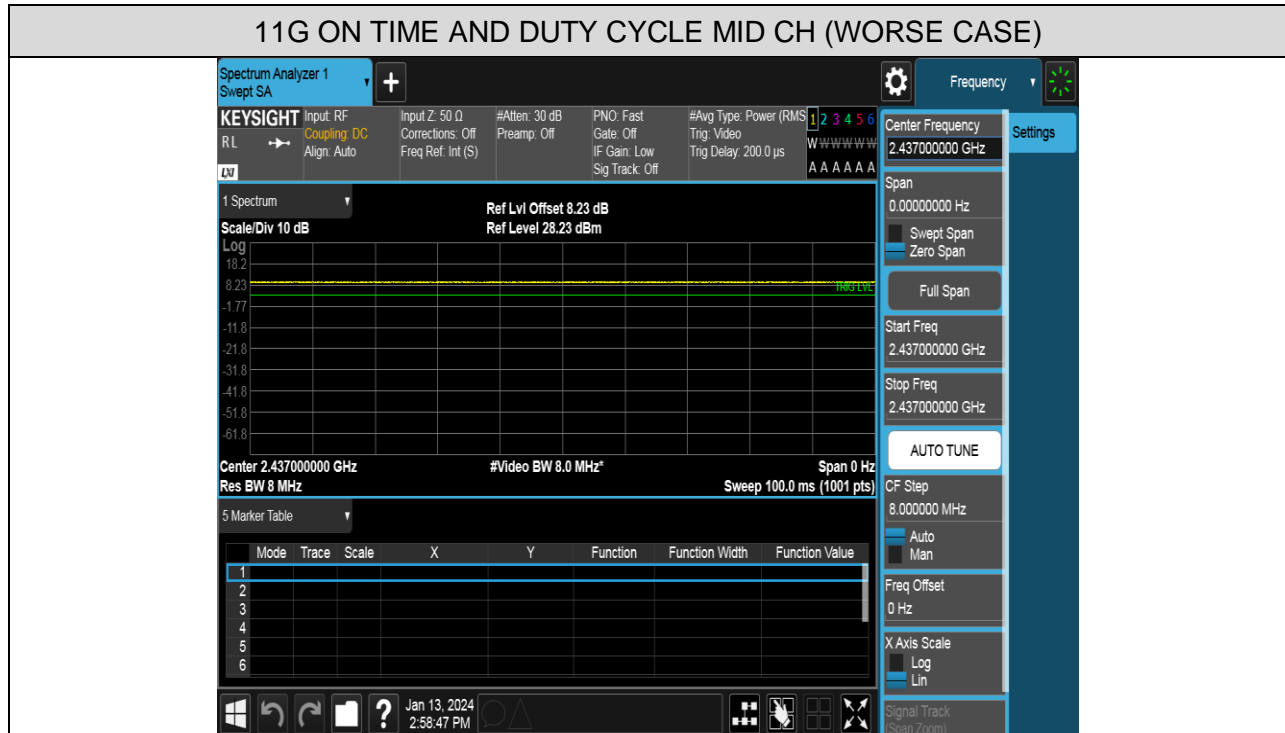 11G ON TIME AND DUTY CYCLE MID CH (WORSE CASE)
Spectrum Analyzer 1
Swept SA
+
Frequency
KEYSIGHT
RL
LXI
Input: RF
Coupling: DC
Align: Auto
Input Z: 50 Ω
Corrections: Off
Freq Ref: Int (S)
#Atten: 30 dB
Preamp: Off
PNO: Fast
Gate: Off
IF Gain: Low
Sig Track: Off
#Avg Type: Power (RMS
Trig: Video
Trig Delay: 200.0 µs
1 2 3 4 5 6
W W W W W W
A A A A A A
Center Frequency
2.437000000 GHz
Settings
Span
0.00000000 Hz
Swept Span
Zero Span
Full Span
Start Freq
2.437000000 GHz
Stop Freq
2.437000000 GHz
AUTO TUNE
CF Step
8.000000 MHz
Auto
Man
Freq Offset
0 Hz
X Axis Scale
Log
Lin
Signal Track
(Span Zoom)
1 Spectrum
Scale/Div 10 dB
Ref Lvl Offset 8.23 dB
Ref Level 28.23 dBm
Log
18.2
8.23
-1.77
-11.8
-21.8
-31.8
-41.8
-51.8
-61.8
TRIG LVL
Center 2.437000000 GHz
#Video BW 8.0 MHz*
Span 0 Hz
Res BW 8 MHz
Sweep 100.0 ms (1001 pts)
5 Marker Table
Mode Trace Scale X Y Function Function Width Function Value
1
2
3
4
5
6
?
Jan 13, 2024
2:58:47 PM